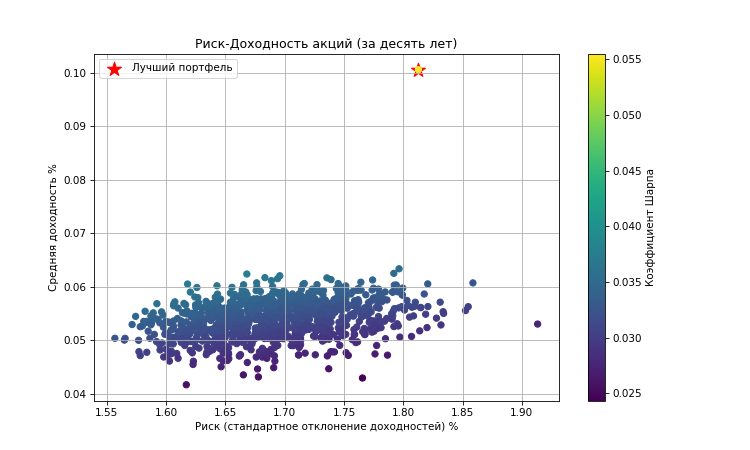 Риск-Доходность акций (за десять лет)
Лучший портфель
Средняя доходность %
0.10
0.09
0.08
0.07
0.06
0.05
0.04
1.55 1.60 1.65 1.70 1.75 1.80 1.85 1.90
Риск (стандартное отклонение доходностей) %
0.055
0.050
0.045
0.040
0.035
0.030
0.025
Коэффициент Шарпа